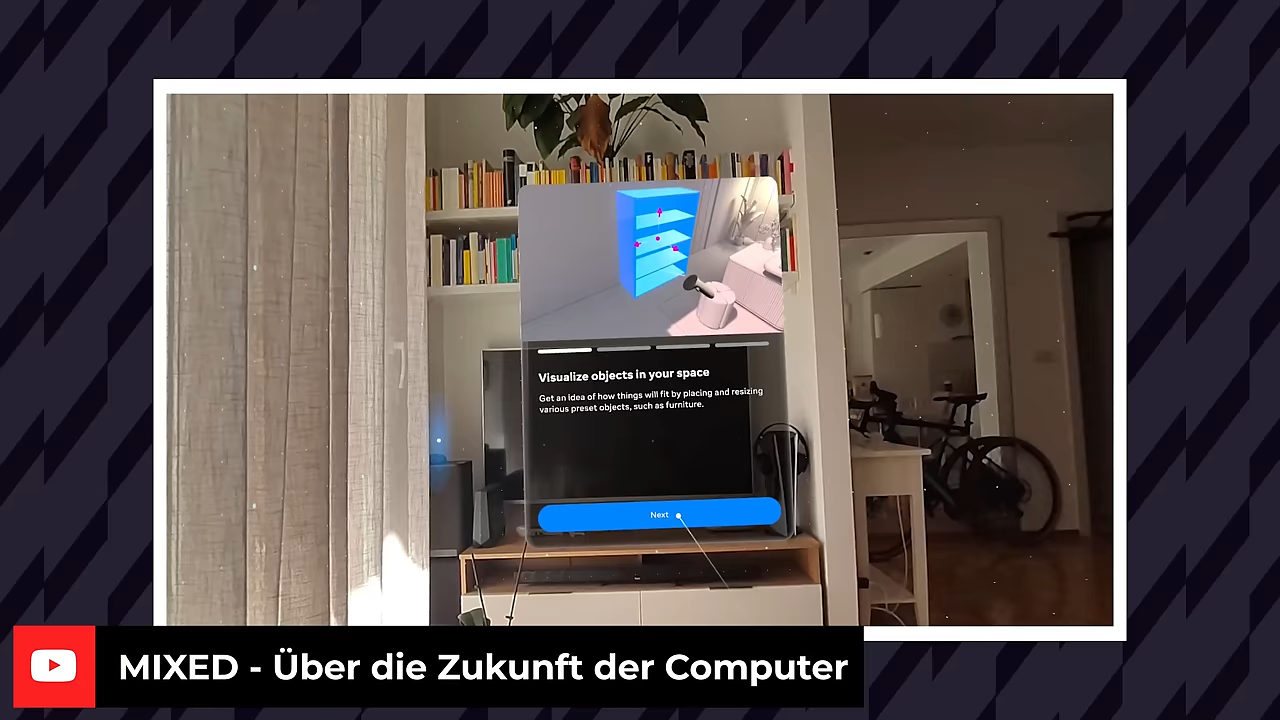 Visualize objects in your space
Get an idea of how things will fit by placing and resizing
various preset objects, such as furniture.
Next
MIXED - Über die Zukunft der Computer